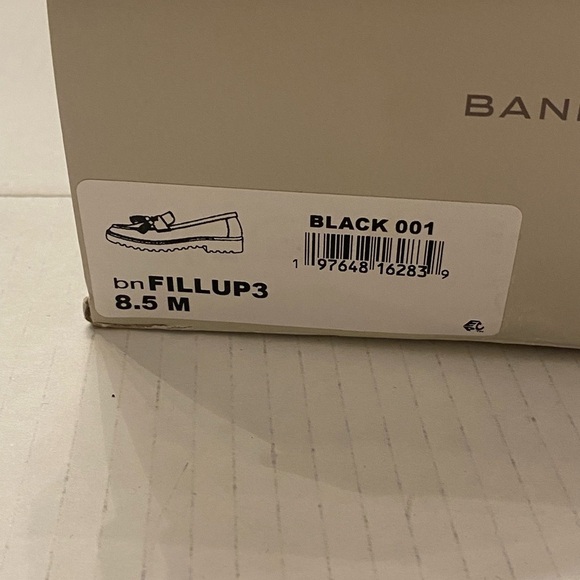 BAN
BLACK 001
1 97648 16283 9
bnFILLUP3
8.5 M